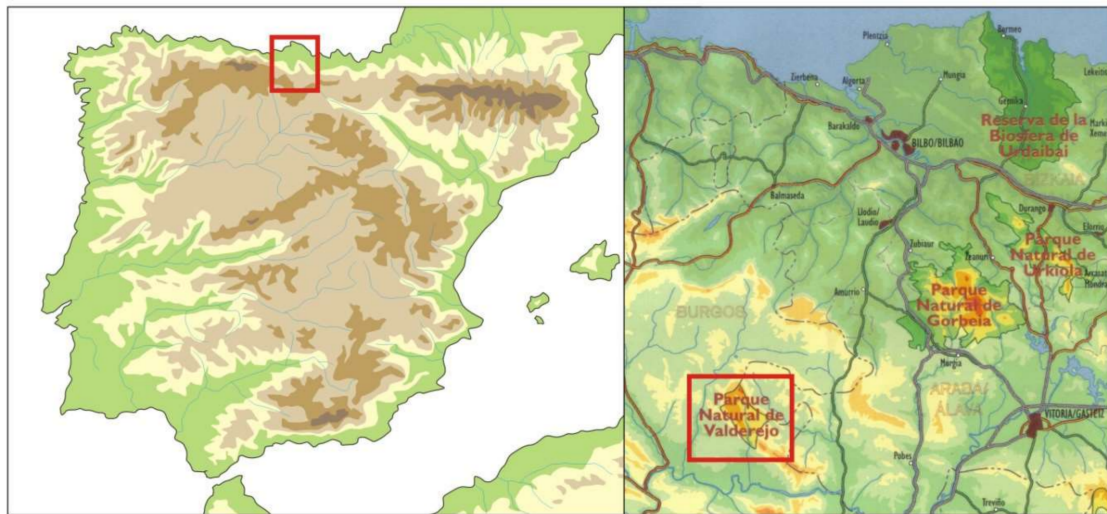 Plentzia
Bermeo
Lekeitio
Zierbena
Algorta
Mungia
Gernika
Reserva de la
Biosfera de
Urdaibai
Barakaldo
BILBO/BILBAO
Balmaseda
Durango
Elorrio
Llodio/
Laudio
Zubiaur
Zeanuri
Parque
Natural de
Urkiola
Parque
Natural de
Gorbeia
Amurrio
BURGOS
Murgia
ARABA/
ÁLAVA
Parque
Natural de
Valderejo
VITORIA/GASTEIZ
Pobes
Treviño